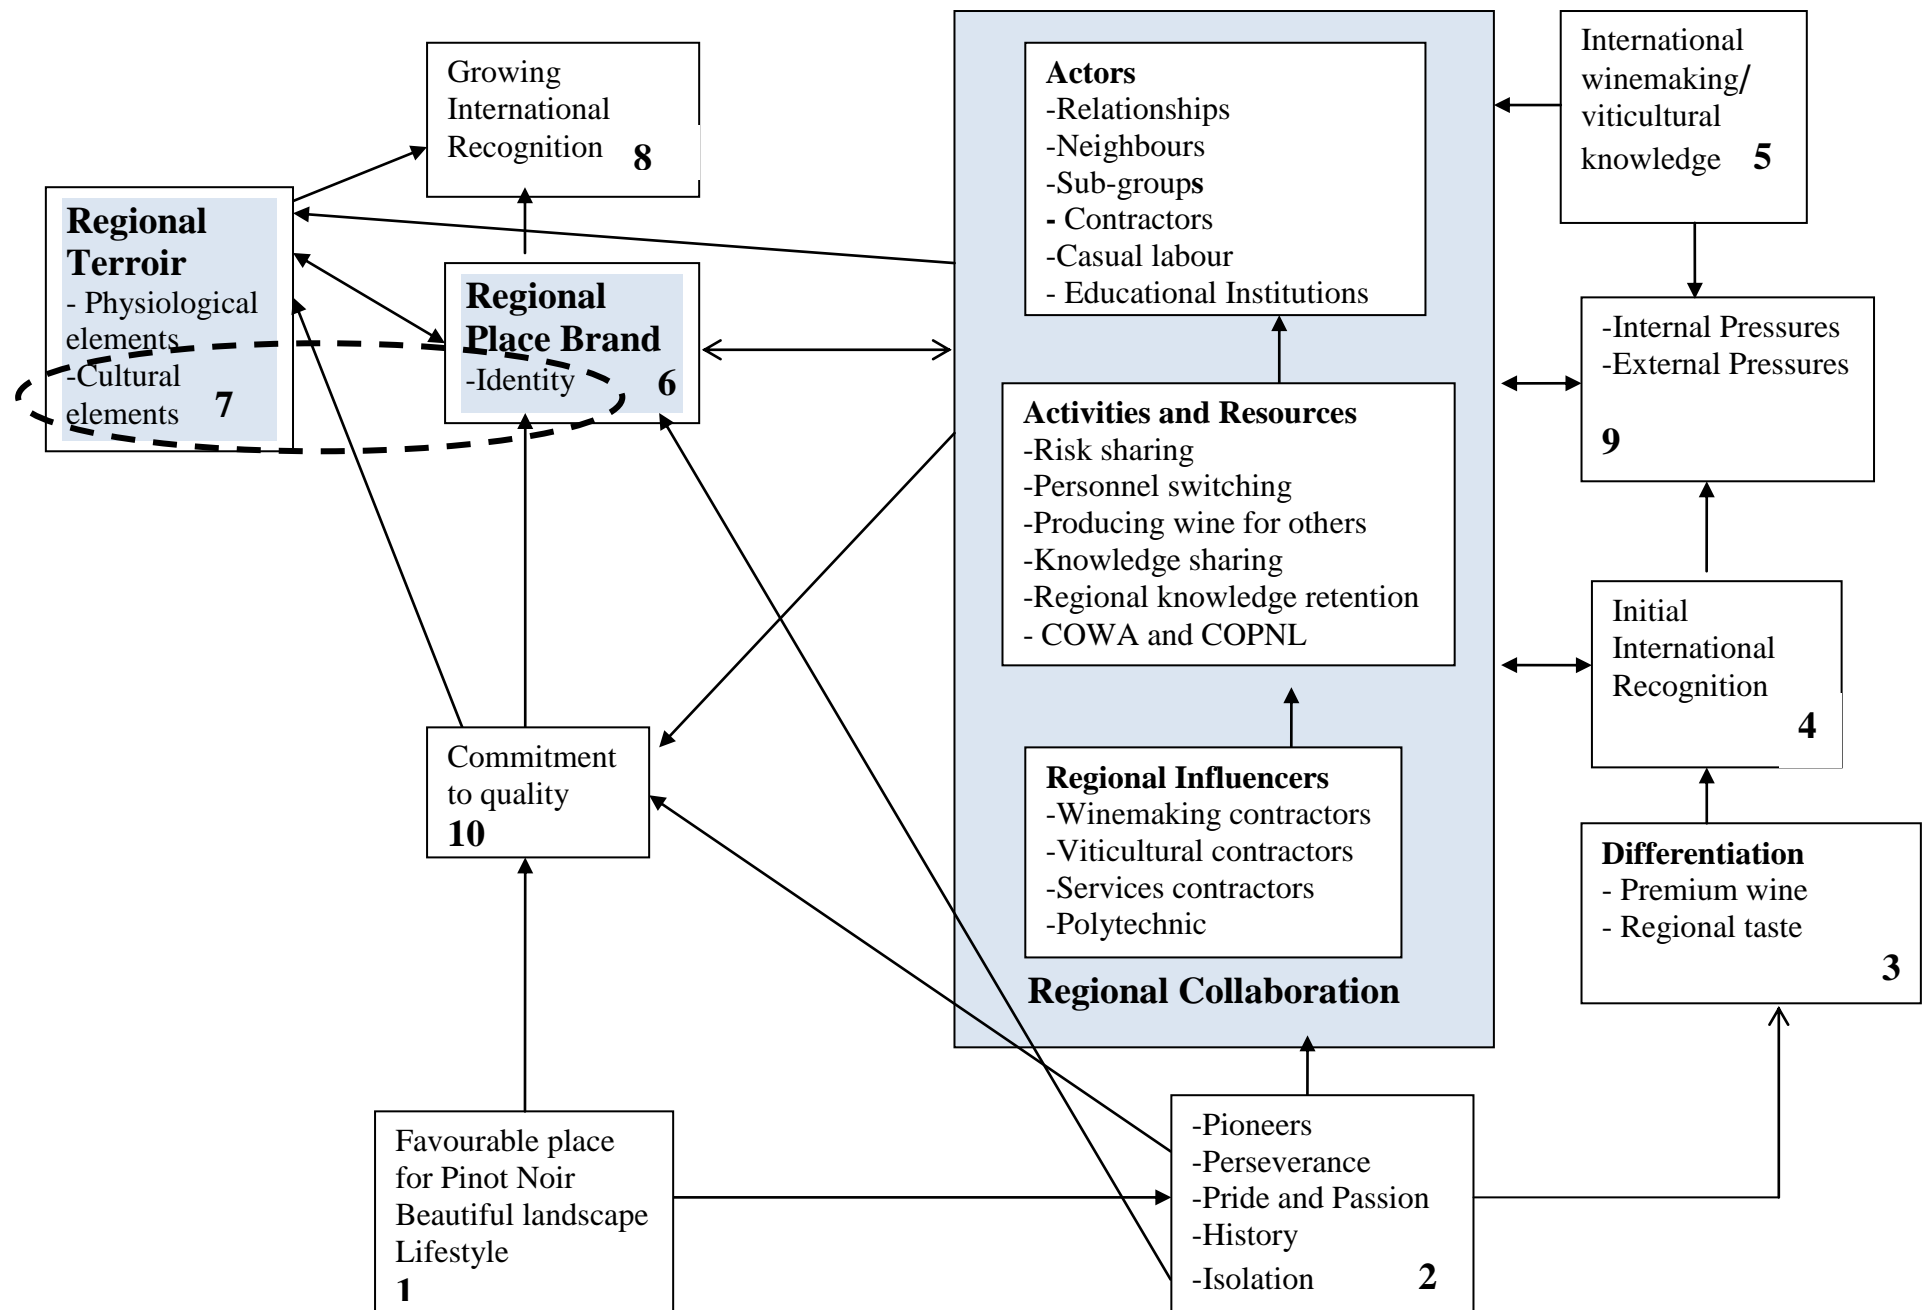 Growing
International
Recognition 8
Regional
Terroir
- Physiological
elements
-Cultural
elements 7
Regional
Place Brand
-Identity 6
Actors
-Relationships
-Neighbours
-Sub-groups
- Contractors
-Casual labour
- Educational Institutions
Activities and Resources
-Risk sharing
-Personnel switching
-Producing wine for others
-Knowledge sharing
-Regional knowledge retention
- COWA and COPNL
Regional Influencers
-Winemaking contractors
-Viticultural contractors
-Services contractors
-Polytechnic
Regional Collaboration
International
winemaking/
viticultural
knowledge 5
-Internal Pressures
-External Pressures
9
Initial
International
Recognition
4
Differentiation
- Premium wine
- Regional taste
3
Commitment
to quality
10
Favourable place
for Pinot Noir
Beautiful landscape
Lifestyle
1
-Pioneers
-Perseverance
-Pride and Passion
-History
-Isolation 2